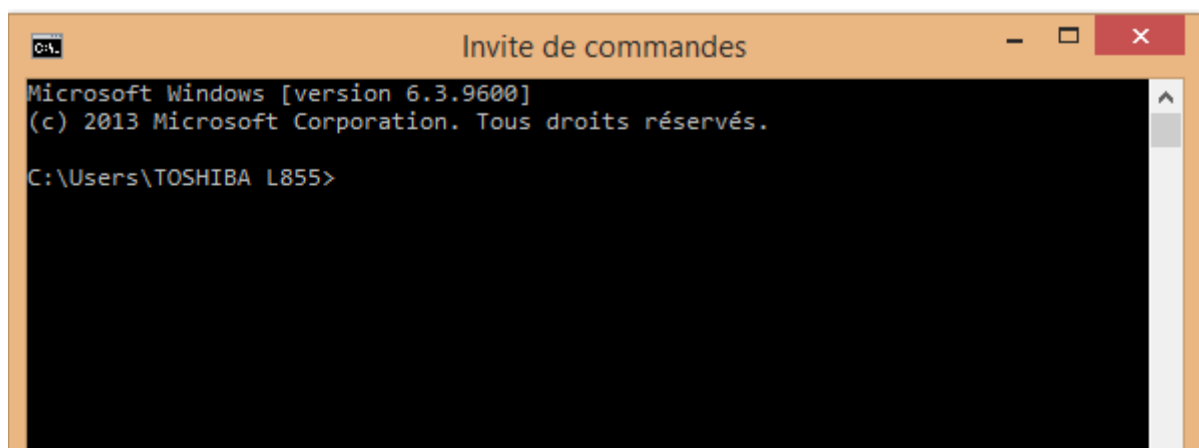 Invite de commandes
Microsoft Windows [version 6.3.9600]
(c) 2013 Microsoft Corporation. Tous droits réservés.
C:\Users\TOSHIBA L855>